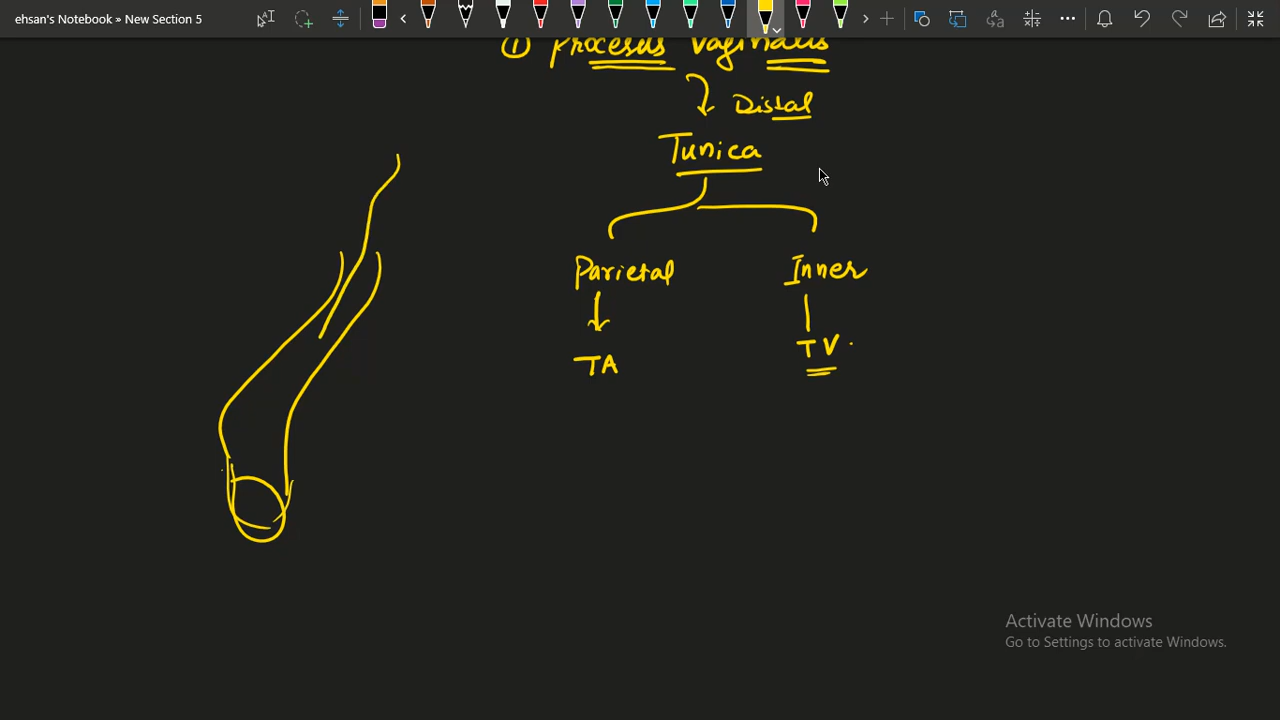 ehsan's Notebook » New Section 5
① Procesus Vaginalis
Distal
Tunica
Parietal Inner
TA TV
Activate Windows
Go to Settings to activate Windows.